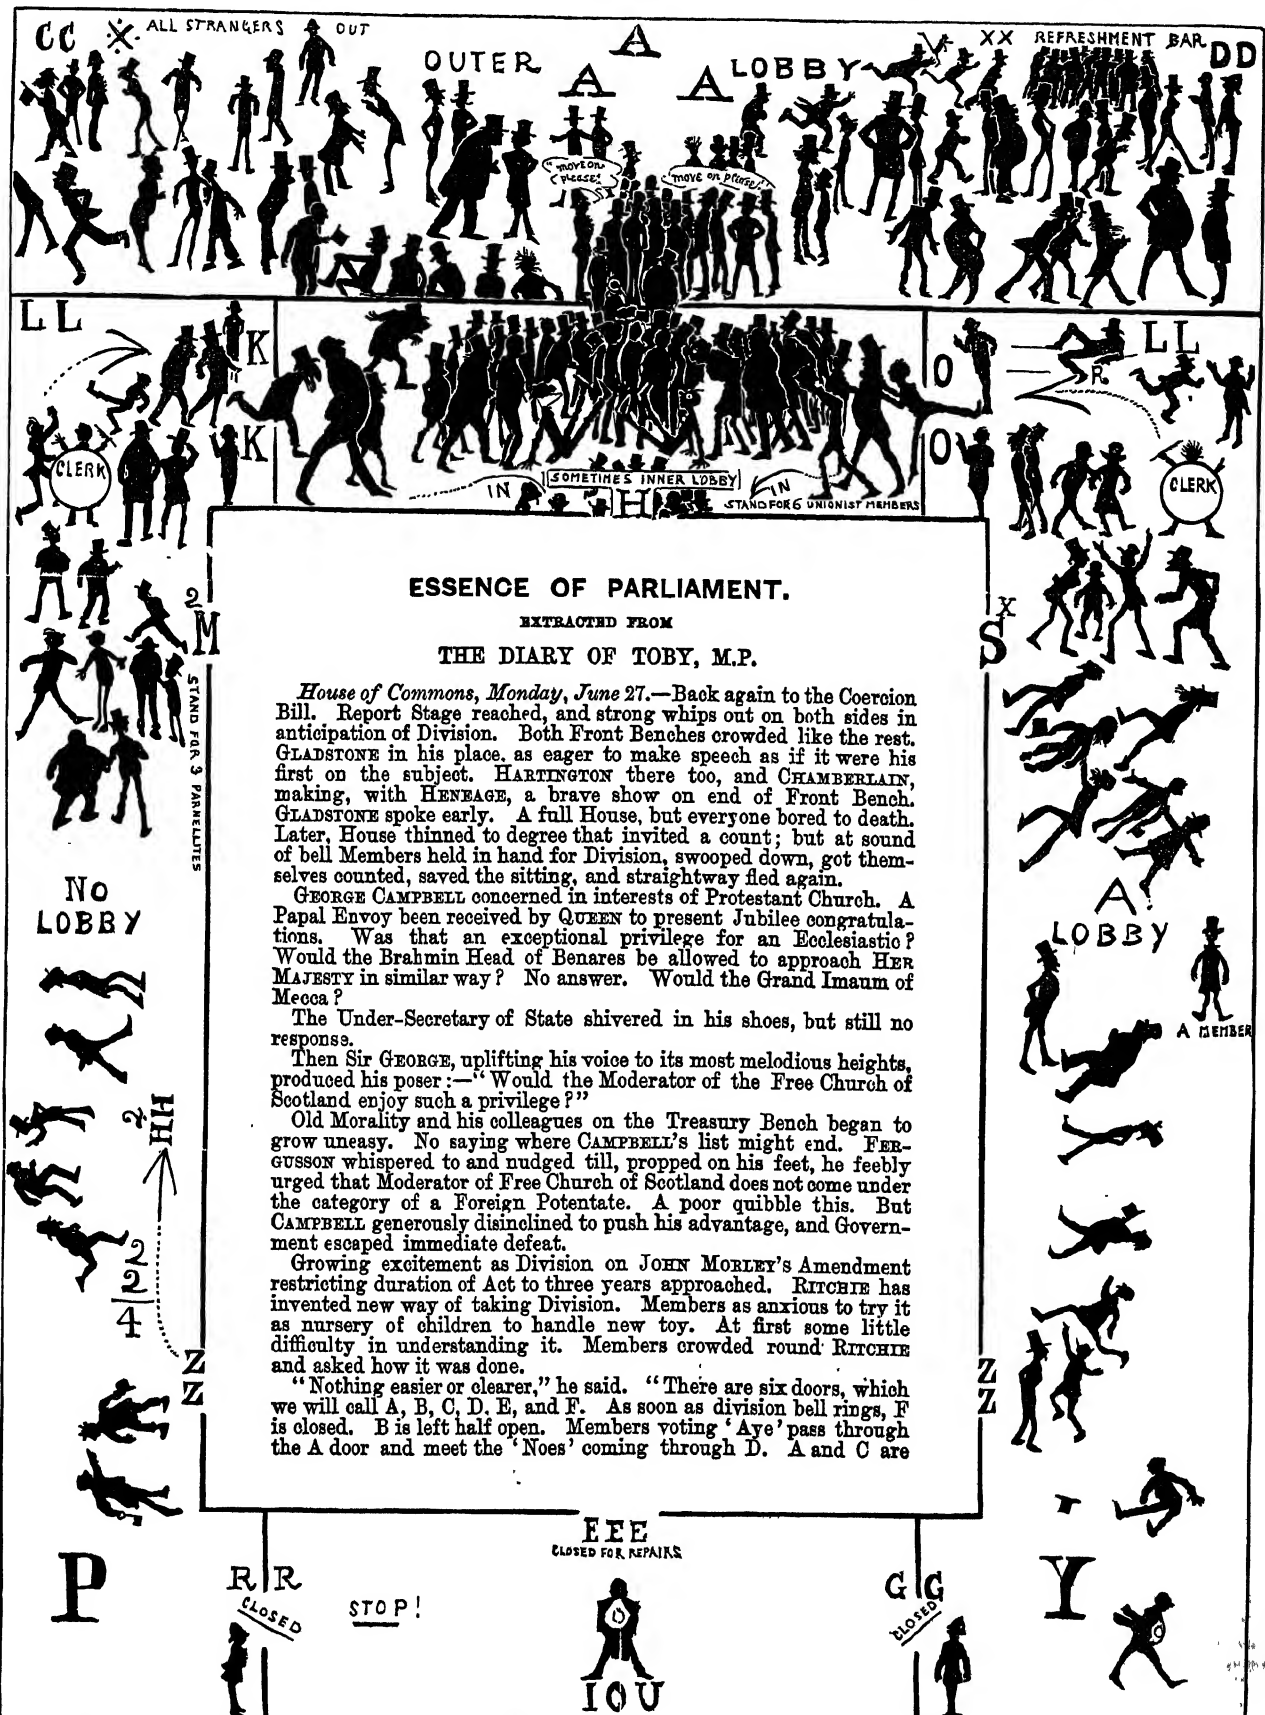 CC ※ ALL STRANGERS OUT
A
XX REFRESHMENT BAR DD
OUTER A A LOBBY
"move on please!"
"move on please!"
LL
K
O
R.
LL
K
O
CLERK
CLERK
IN
SOMETIMES INNER LOBBY
IN
H
STAND FOR 6 UNIONIST MEMBERS
2
M
X
S
STAND FOR 3 PARNELLITES
ESSENCE OF PARLIAMENT.
EXTRACTED FROM
THE DIARY OF TOBY, M.P.
House of Commons, Monday, June 27.—Back again to the Coercion
Bill. Report Stage reached, and strong whips out on both sides in
anticipation of Division. Both Front Benches crowded like the rest.
GLADSTONE in his place, as eager to make speech as if it were his
first on the subject. HARTINGTON there too, and CHAMBERLAIN,
making, with HENEAGE, a brave show on end of Front Bench.
GLADSTONE spoke early. A full House, but everyone bored to death.
Later, House thinned to degree that invited a count; but at sound
of bell Members held in hand for Division, swooped down, got them-
selves counted, saved the sitting, and straightway fled again.
GEORGE CAMPBELL concerned in interests of Protestant Church. A
Papal Envoy been received by QUEEN to present Jubilee congratula-
tions. Was that an exceptional privilege for an Ecclesiastic?
Would the Brahmin Head of Benares be allowed to approach HER
MAJESTY in similar way? No answer. Would the Grand Imaum of
Mecca?
The Under-Secretary of State shivered in his shoes, but still no
response.
Then Sir GEORGE, uplifting his voice to its most melodious heights,
produced his poser:—"Would the Moderator of the Free Church of
Scotland enjoy such a privilege?"
Old Morality and his colleagues on the Treasury Bench began to
grow uneasy. No saying where CAMPBELL's list might end. FER-
GUSSON whispered to and nudged till, propped on his feet, he feebly
urged that Moderator of Free Church of Scotland does not come under
the category of a Foreign Potentate. A poor quibble this. But
CAMPBELL generously disinclined to push his advantage, and Govern-
ment escaped immediate defeat.
Growing excitement as Division on JOHN MORLEY's Amendment
restricting duration of Act to three years approached. RITCHIE has
invented new way of taking Division. Members as anxious to try it
as nursery of children to handle new toy. At first some little
difficulty in understanding it. Members crowded round RITCHIE
and asked how it was done.
"Nothing easier or clearer," he said. "There are six doors, which
we will call A, B, C, D, E, and F. As soon as division bell rings, F
is closed. B is left half open. Members voting 'Aye' pass through
the A door and meet the 'Noes' coming through D. A and C are
NO
LOBBY
A
LOBBY
A MEMBER
2
HH
2
2
4
Z
Z
Z
Z
EEE
CLOSED FOR REPAIRS
P
R R
CLOSED
STOP!
IOU
G G
CLOSED
Y